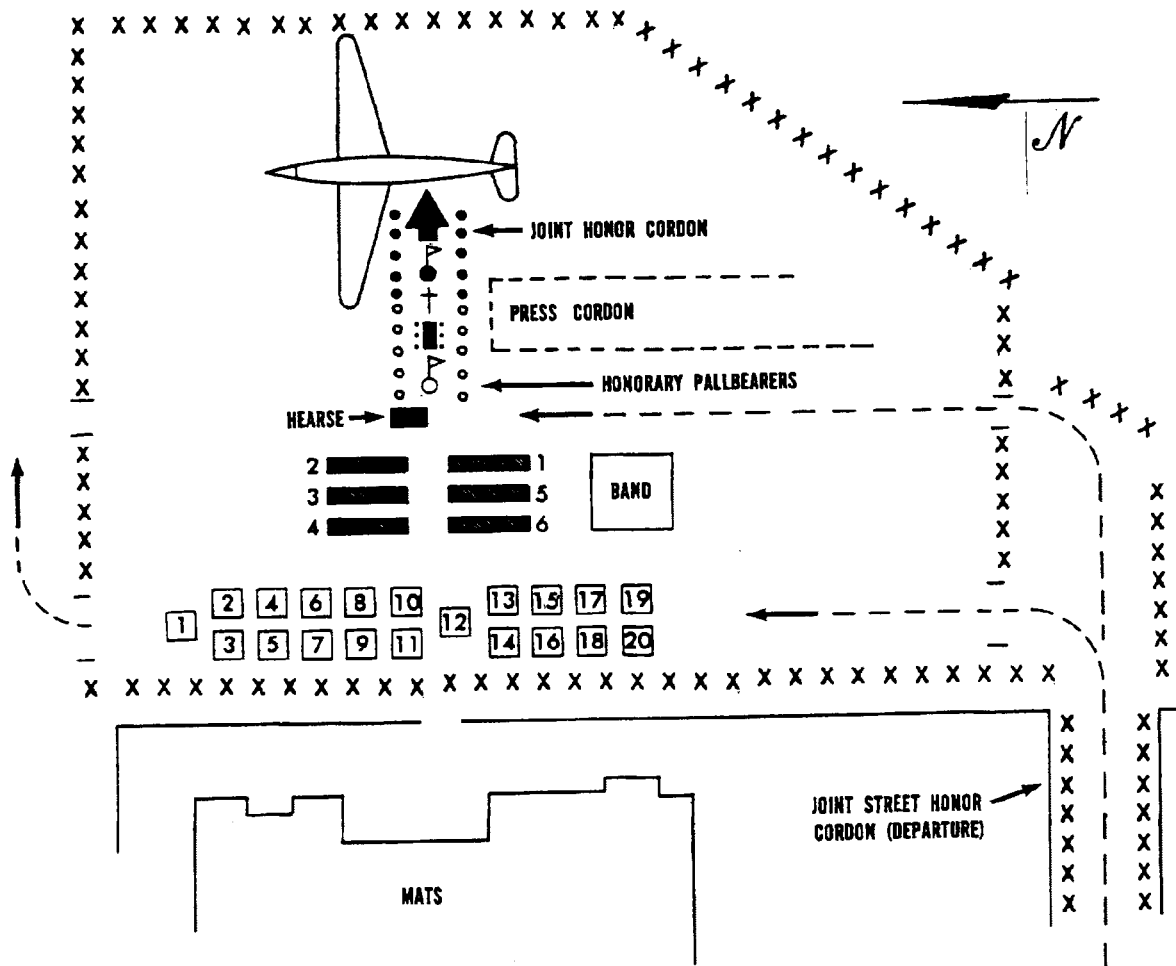 N
JOINT HONOR CORDON
PRESS CORDON
HONORARY PALLBEARERS
HEARSE
2 1
3 5
4 6
BAND
1
2 4 6 8 10
3 5 7 9 11
12
13 15 17 19
14 16 18 20
JOINT STREET HONOR
CORDON (DEPARTURE)
MATS